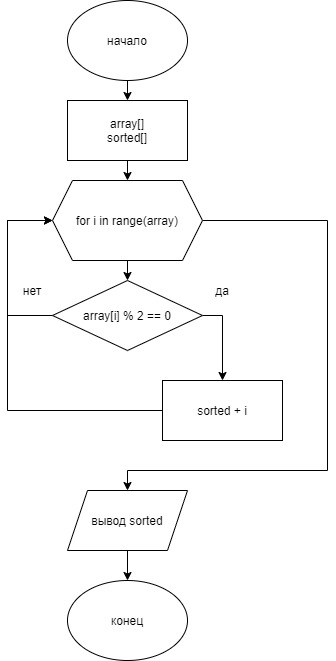 начало
array[]
sorted[]
for i in range(array)
нет
да
array[i] % 2 == 0
sorted + i
вывод sorted
конец